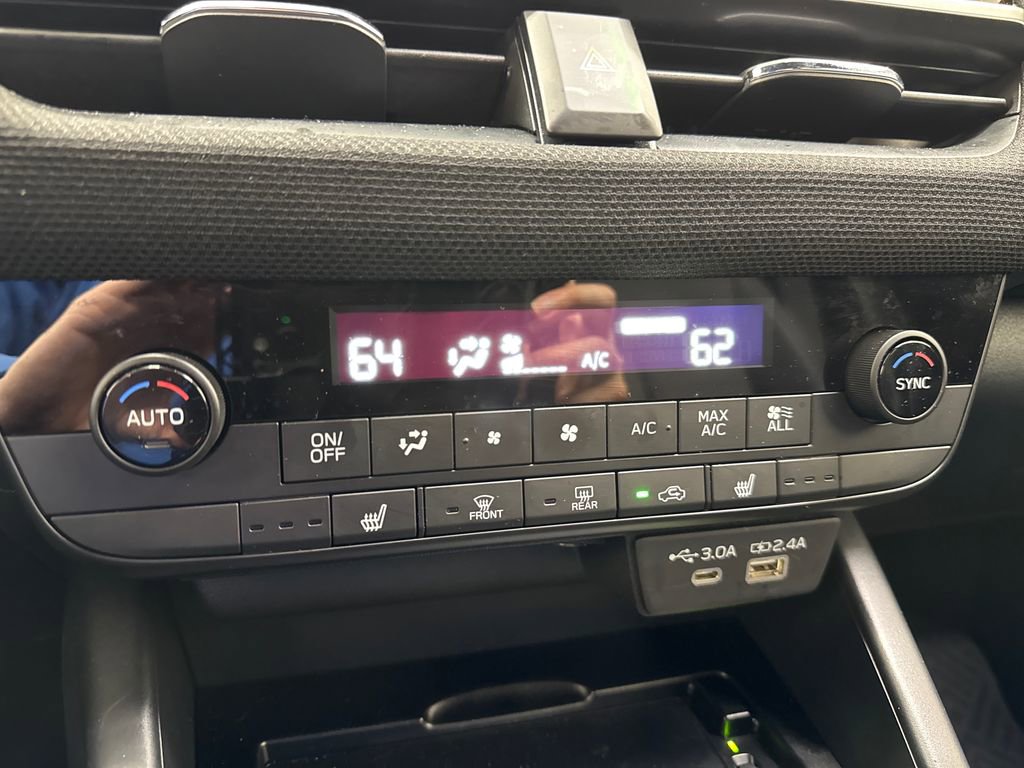 64
A/C
62
AUTO
SYNC
ON/
OFF
A/C
MAX
A/C
ALL
FRONT
REAR
3.0A
2.4A